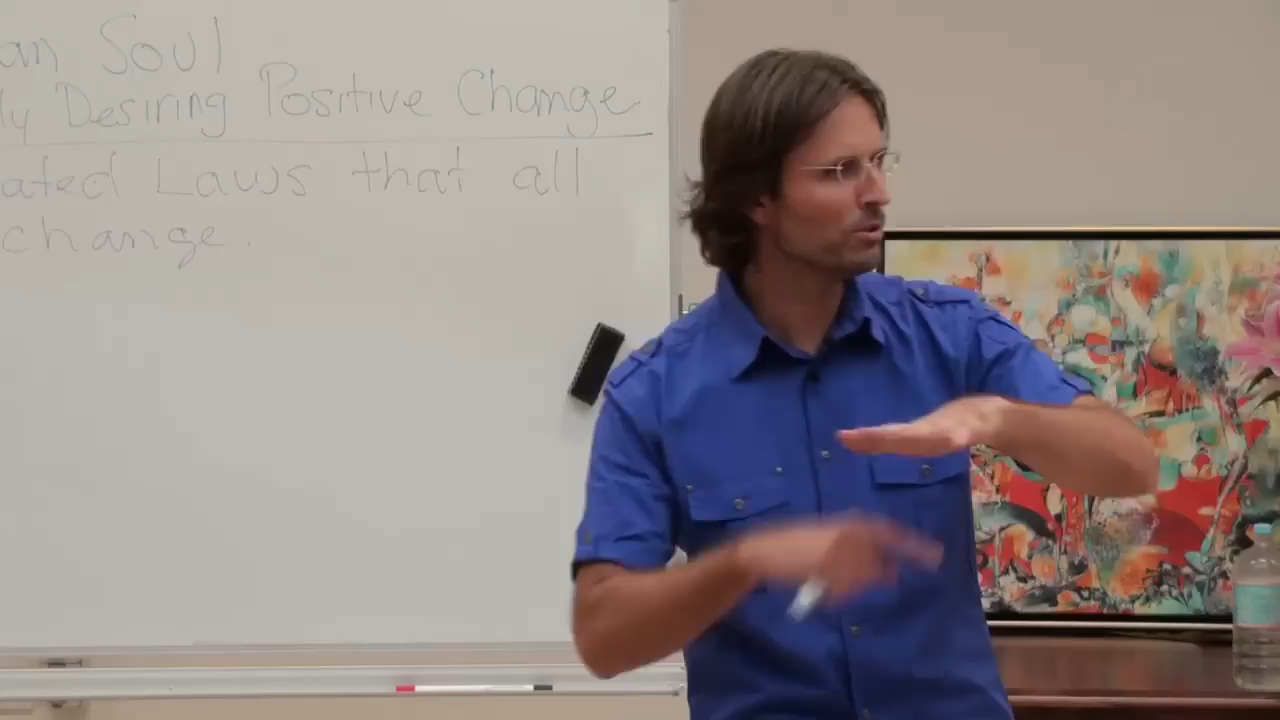 an Soul
ly Desiring Positive Change
ated Laws that all
change.